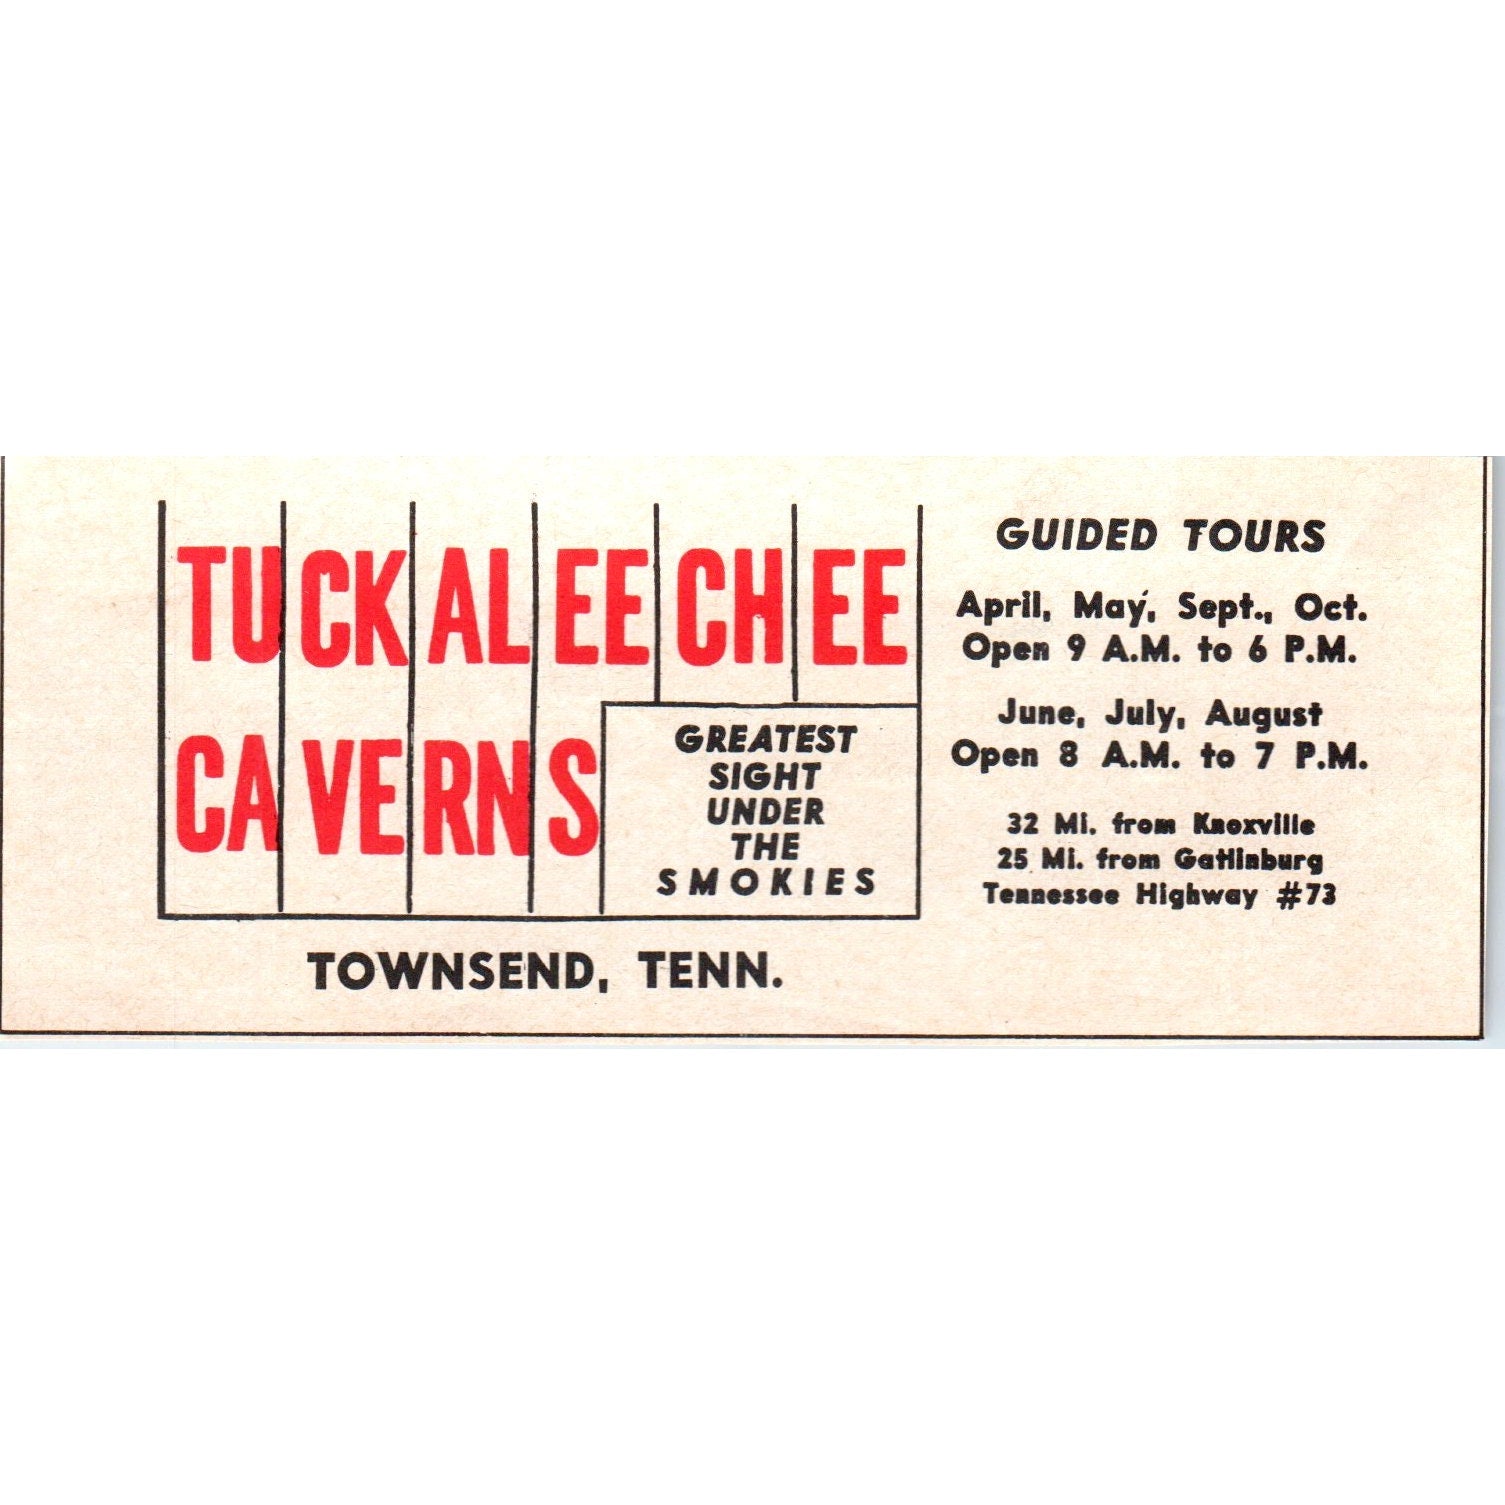 TUCKALEECHEE
CAVERNS
GREATEST
SIGHT
UNDER
THE
SMOKIES
TOWNSEND, TENN.
GUIDED TOURS
April, May, Sept., Oct.
Open 9 A.M. to 6 P.M.
June, July, August
Open 8 A.M. to 7 P.M.
32 Mi. from Knoxville
25 Mi. from Gatlinburg
Tennessee Highway #73